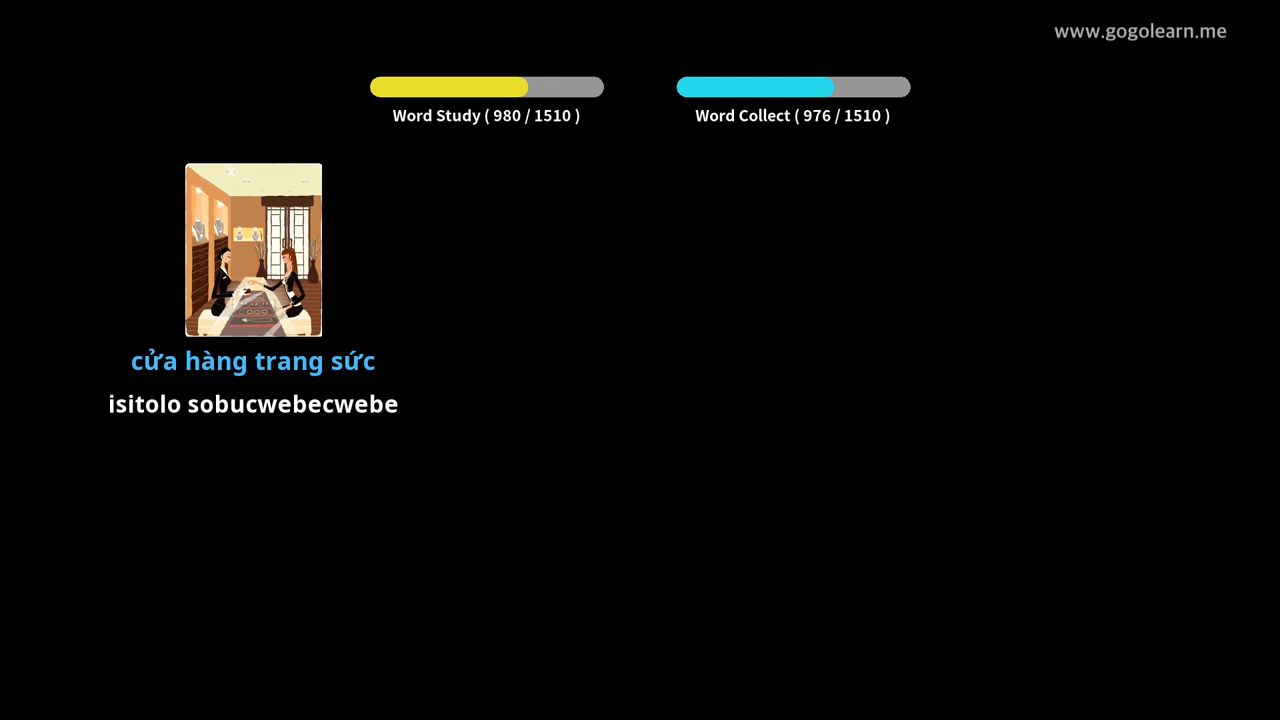 www.gogolearn.me
Word Study ( 980 / 1510 )
Word Collect ( 976 / 1510 )
cửa hàng trang sức
isitolo sobucwebecwebe